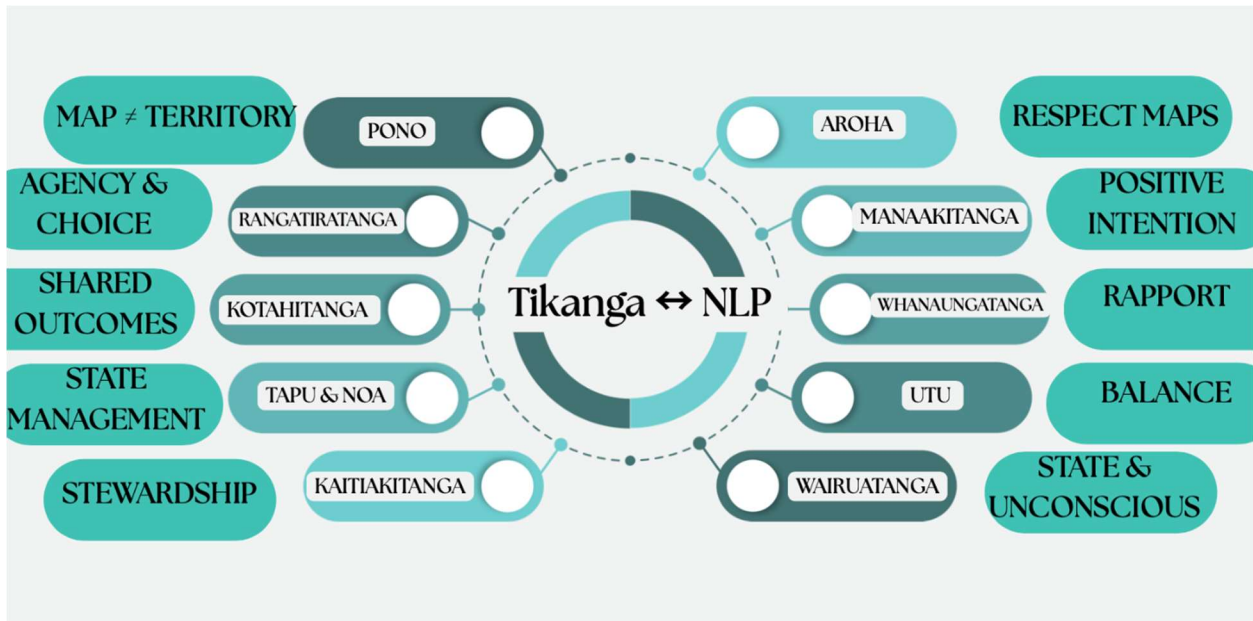 MAP ≠ TERRITORY
PONO
AROHA
RESPECT MAPS
AGENCY &
CHOICE
RANGATIRATANGA
MANAAKITANGA
POSITIVE
INTENTION
SHARED
OUTCOMES
KOTAHITANGA
Tikanga ↔ NLP
WHANAUNGATANGA
RAPPORT
STATE
MANAGEMENT
TAPU & NOA
UTU
BALANCE
STEWARDSHIP
KAITIAKITANGA
WAIRUATANGA
STATE &
UNCONSCIOUS